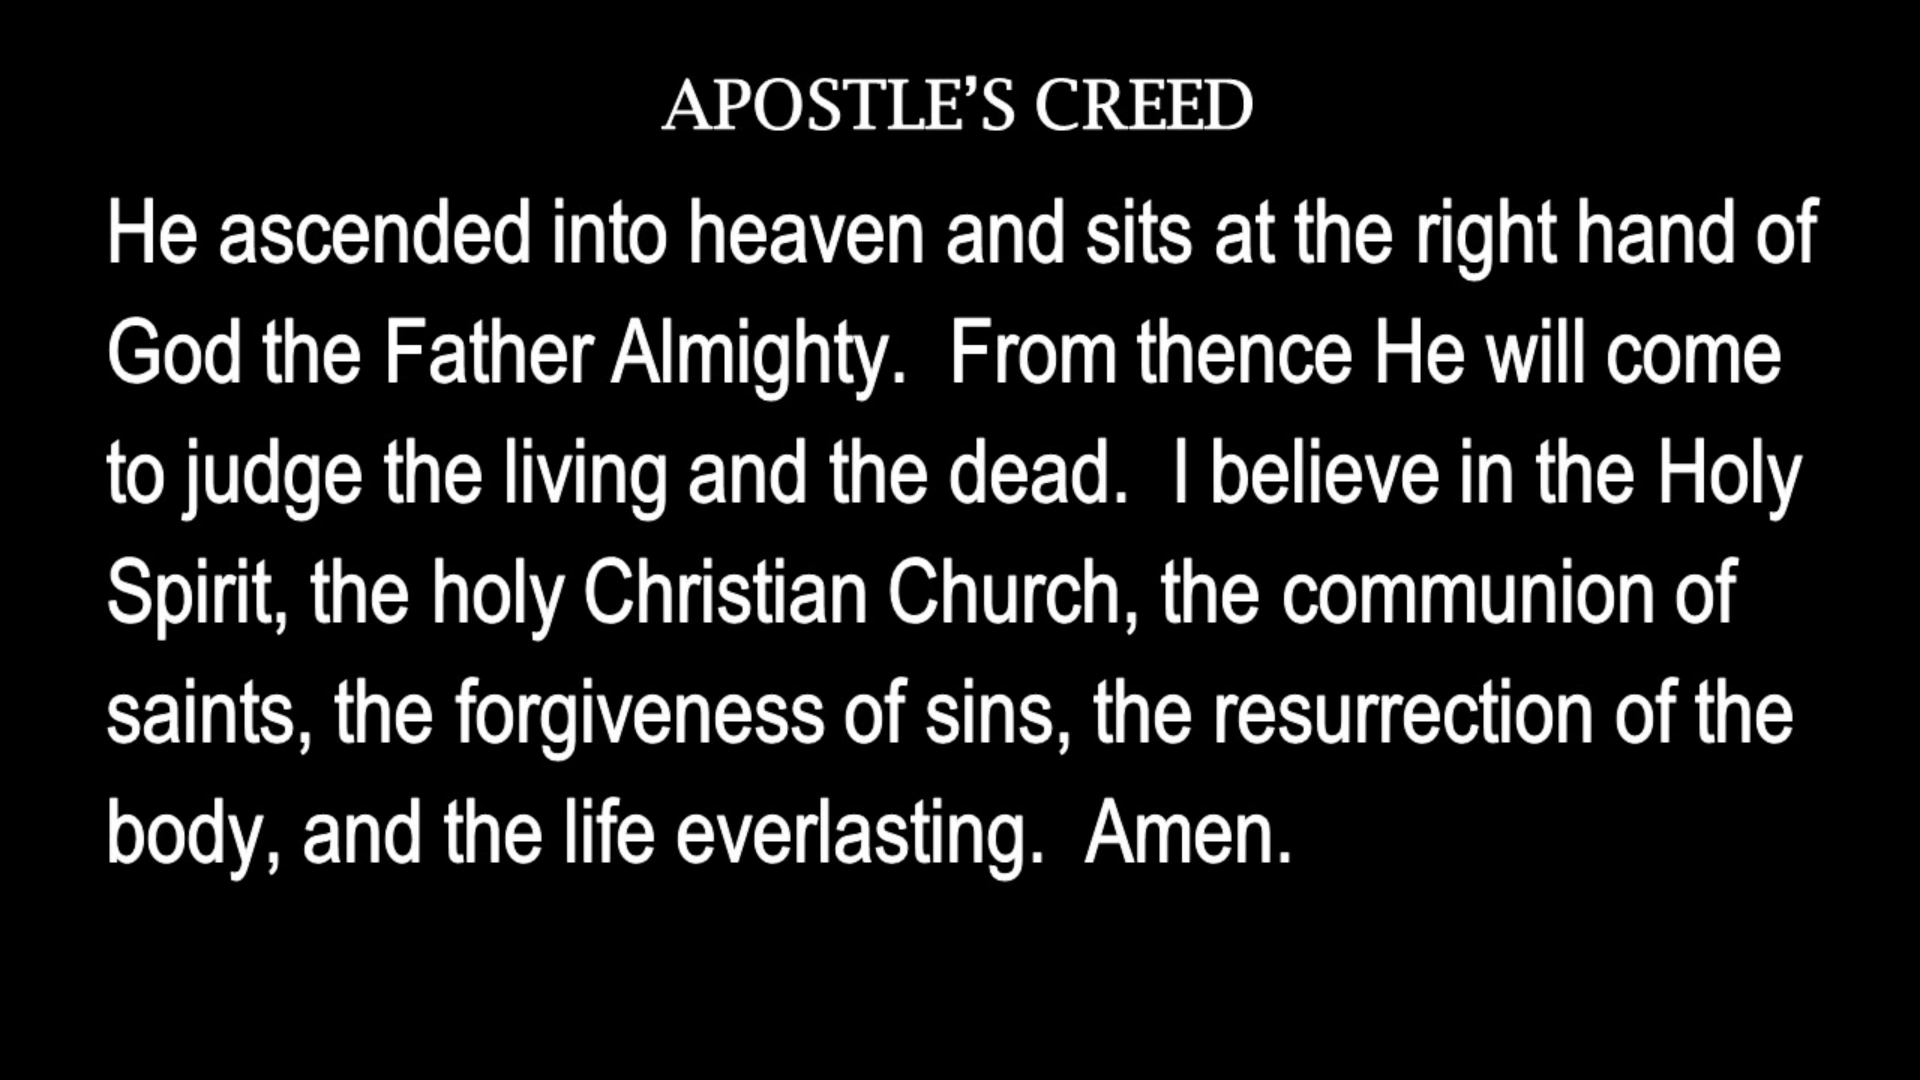 APOSTLE’S CREED
He ascended into heaven and sits at the right hand of
God the Father Almighty.  From thence He will come
to judge the living and the dead.  I believe in the Holy
Spirit, the holy Christian Church, the communion of
saints, the forgiveness of sins, the resurrection of the
body, and the life everlasting.  Amen.